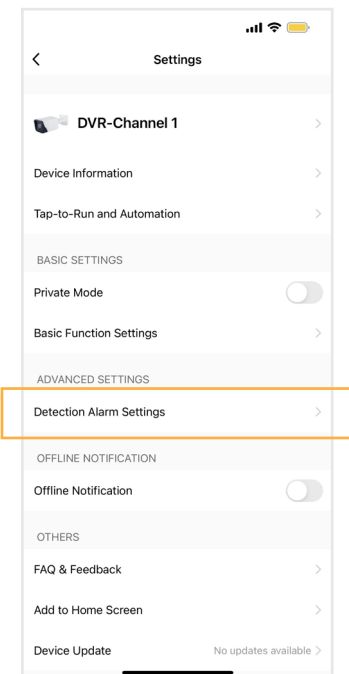 Settings
DVR-Channel 1
Device Information
Tap-to-Run and Automation
BASIC SETTINGS
Private Mode
Basic Function Settings
ADVANCED SETTINGS
Detection Alarm Settings
OFFLINE NOTIFICATION
Offline Notification
OTHERS
FAQ & Feedback
Add to Home Screen
Device Update No updates available